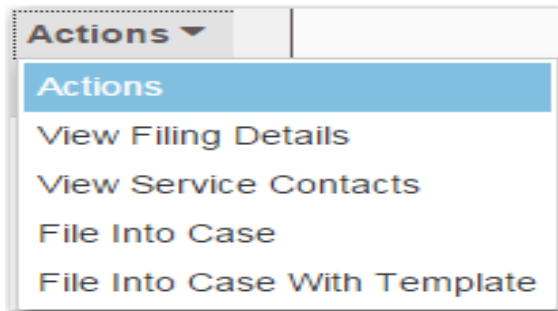 Actions
Actions
View Filing Details
View Service Contacts
File Into Case
File Into Case With Template